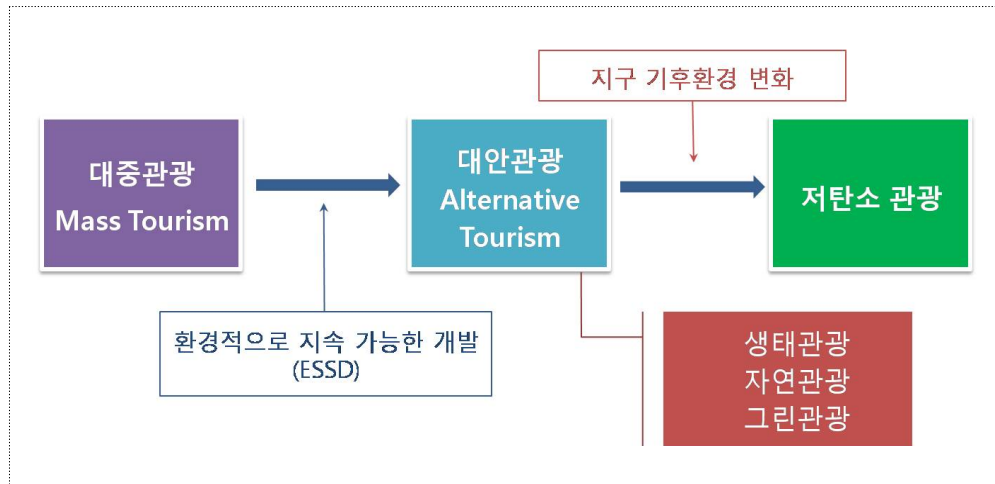 지구 기후환경 변화
대중관광
Mass Tourism
대안관광
Alternative
Tourism
저탄소 관광
환경적으로 지속 가능한 개발
(ESSD)
생태관광
자연관광
그린관광